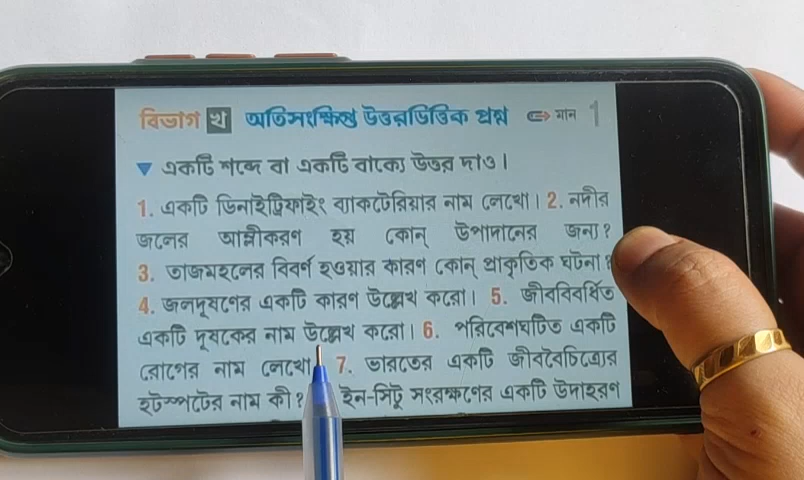 বিভাগ খ অতিসংক্ষিপ্ত উত্তরভিত্তিক প্রশ্ন ⇨ মান 1
▼ একটি শব্দে বা একটি বাক্যে উত্তর দাও।
1. একটি ডিনাইট্রিফাইং ব্যাকটেরিয়ার নাম লেখো। 2. নদীর
জলের আম্লীকরণ হয় কোন্ উপাদানের জন্য?
3. তাজমহলের বিবর্ণ হওয়ার কারণ কোন্ প্রাকৃতিক ঘটনা?
4. জলদূষণের একটি কারণ উল্লেখ করো। 5. জীববিবর্ধিত
একটি দূষকের নাম উল্লেখ করো। 6. পরিবেশঘটিত একটি
রোগের নাম লেখো 7. ভারতের একটি জীববৈচিত্র্যের
হটস্পটের নাম কী? ইন-সিটু সংরক্ষণের একটি উদাহরণ